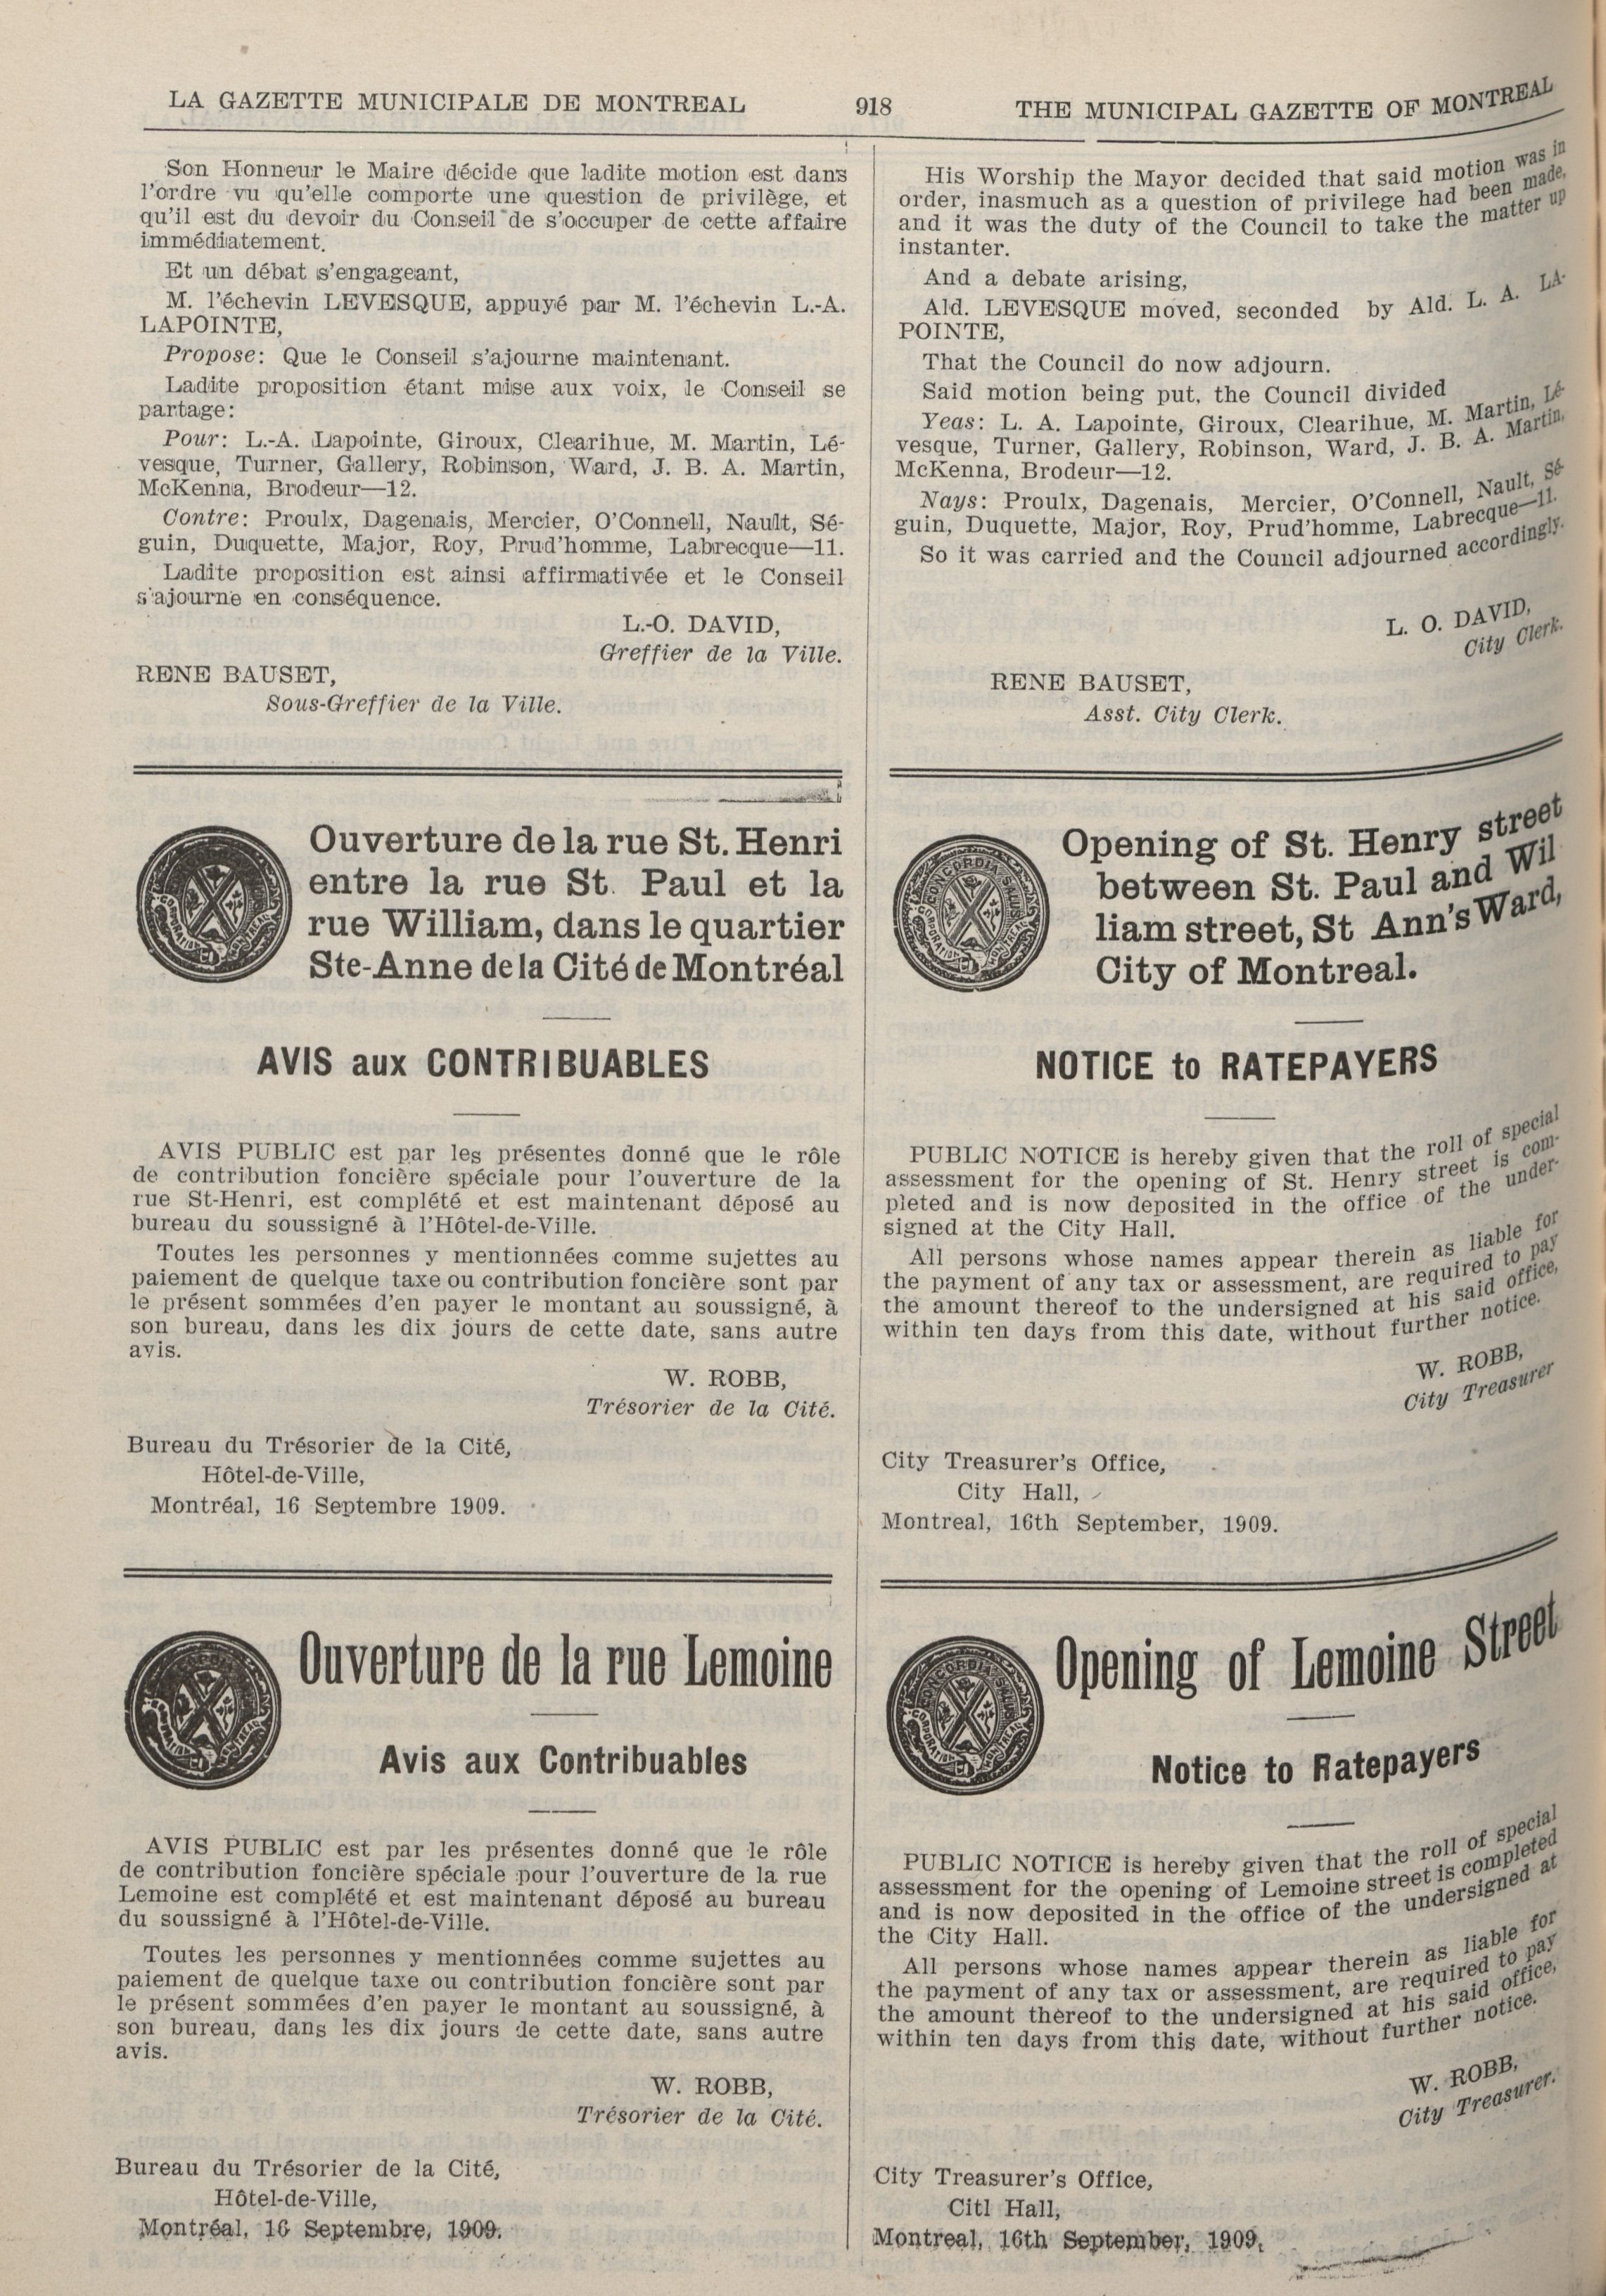 LA GAZETTE MUNICIPALE DE MONTREAL
918
THE MUNICIPAL GAZETTE OF MONTREAL
Son Honneur le Maire décide que ladite motion est dans
l'ordre vu qu'elle comporte une question de privilège, et
qu'il est du devoir du Conseil de s'occuper de cette affaire
immédiatement.
Et un débat s'engageant,
M. l'échevin LEVESQUE, appuyé par M. l'échevin L.-A.
LAPOINTE,
Propose: Que le Conseil s'ajourne maintenant.
Ladite proposition étant mise aux voix, le Conseil se
partage:
Pour: L.-A. Lapointe, Giroux, Clearihue, M. Martin, Lé-
vesque, Turner, Gallery, Robinson, Ward, J. B. A. Martin,
McKenna, Brodeur—12.
Contre: Proulx, Dagenais, Mercier, O'Connell, Nault, Sé-
guin, Duquette, Major, Roy, Prud'homme, Labrecque—11.
Ladite proposition est ainsi affirmativée et le Conseil
s'ajourne en conséquence.
L.-O. DAVID,
Greffier de la Ville.
RENE BAUSET,
Sous-Greffier de la Ville.
Ouverture de la rue St. Henri
entre la rue St. Paul et la
rue William, dans le quartier
Ste-Anne de la Cité de Montréal
AVIS aux CONTRIBUABLES
AVIS PUBLIC est par les présentes donné que le rôle
de contribution foncière spéciale pour l'ouverture de la
rue St-Henri, est complété et est maintenant déposé au
bureau du soussigné à l'Hôtel-de-Ville.
Toutes les personnes y mentionnées comme sujettes au
paiement de quelque taxe ou contribution foncière sont par
le présent sommées d'en payer le montant au soussigné, à
son bureau, dans les dix jours de cette date, sans autre
avis.
W. ROBB,
Trésorier de la Cité.
Bureau du Trésorier de la Cité,
Hôtel-de-Ville,
Montréal, 16 Septembre 1909.
Ouverture de la rue Lemoine
Avis aux Contribuables
AVIS PUBLIC est par les présentes donné que le rôle
de contribution foncière spéciale pour l'ouverture de la rue
Lemoine est complété et est maintenant déposé au bureau
du soussigné à l'Hôtel-de-Ville.
Toutes les personnes y mentionnées comme sujettes au
paiement de quelque taxe ou contribution foncière sont par
le présent sommées d'en payer le montant au soussigné, à
son bureau, dans les dix jours de cette date, sans autre
avis.
W. ROBB,
Trésorier de la Cité.
Bureau du Trésorier de la Cité,
Hôtel-de-Ville,
Montréal, 16 Septembre, 1909.
His Worship the Mayor decided that said motion was in
order, inasmuch as a question of privilege had been made,
and it was the duty of the Council to take the matter up
instanter.
And a debate arising,
Ald. LEVESQUE moved, seconded by Ald. L. A. LA-
POINTE,
That the Council do now adjourn.
Said motion being put, the Council divided
Yeas: L. A. Lapointe, Giroux, Clearihue, M. Martin, Lé-
vesque, Turner, Gallery, Robinson, Ward, J. B. A. Martin,
McKenna, Brodeur—12.
Nays: Proulx, Dagenais, Mercier, O'Connell, Nault, Sé-
guin, Duquette, Major, Roy, Prud'homme, Labrecque—11.
So it was carried and the Council adjourned accordingly.
L. O. DAVID,
City Clerk.
RENE BAUSET,
Asst. City Clerk.
CONCORDIA SALUS
CORPORATION MONTREAL
Opening of St. Henry street
between St. Paul and Wil
liam street, St Ann's Ward,
City of Montreal.
NOTICE to RATEPAYERS
PUBLIC NOTICE is hereby given that the roll of special
assessment for the opening of St. Henry street is com-
pleted and is now deposited in the office of the under-
signed at the City Hall.
All persons whose names appear therein as liable for
the payment of any tax or assessment, are required to pay
the amount thereof to the undersigned at his said office,
within ten days from this date, without further notice.
W. ROBB,
City Treasurer
City Treasurer's Office,
City Hall,
Montreal, 16th September, 1909.
CONCORDIA SALUS
CORPORATION MONTREAL
Opening of Lemoine Street
Notice to Ratepayers
PUBLIC NOTICE is hereby given that the roll of special
assessment for the opening of Lemoine street is completed
and is now deposited in the office of the undersigned at
the City Hall.
All persons whose names appear therein as liable for
the payment of any tax or assessment, are required to pay
the amount thereof to the undersigned at his said office,
within ten days from this date, without further notice.
W. ROBB,
City Treasurer.
City Treasurer's Office,
Citl Hall,
Montreal, 16th September, 1909.